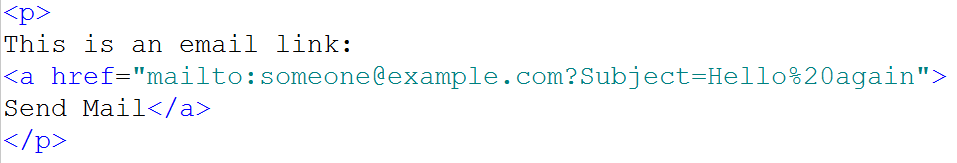 <p>
This is an email link:
<a href="mailto:someone@example.com?Subject=Hello%20again">
Send Mail</a>
</p>